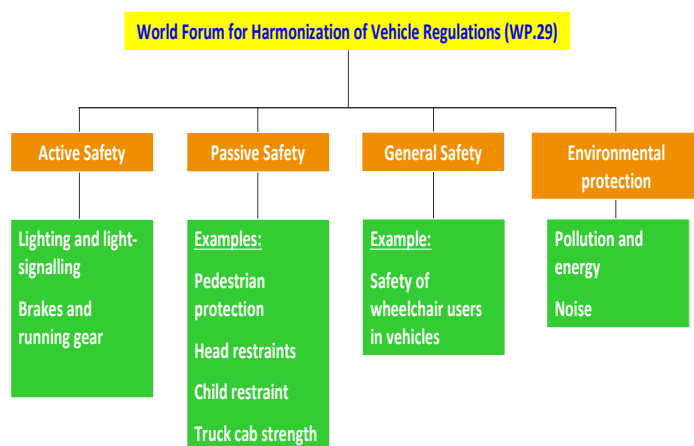 World Forum for Harmonization of Vehicle Regulations (WP.29)
Active Safety
Passive Safety
General Safety
Environmental
protection
Lighting and light-
signalling
Brakes and
running gear
Examples:
Pedestrian
protection
Head restraints
Child restraint
Truck cab strength
Example:
Safety of
wheelchair users
in vehicles
Pollution and
energy
Noise